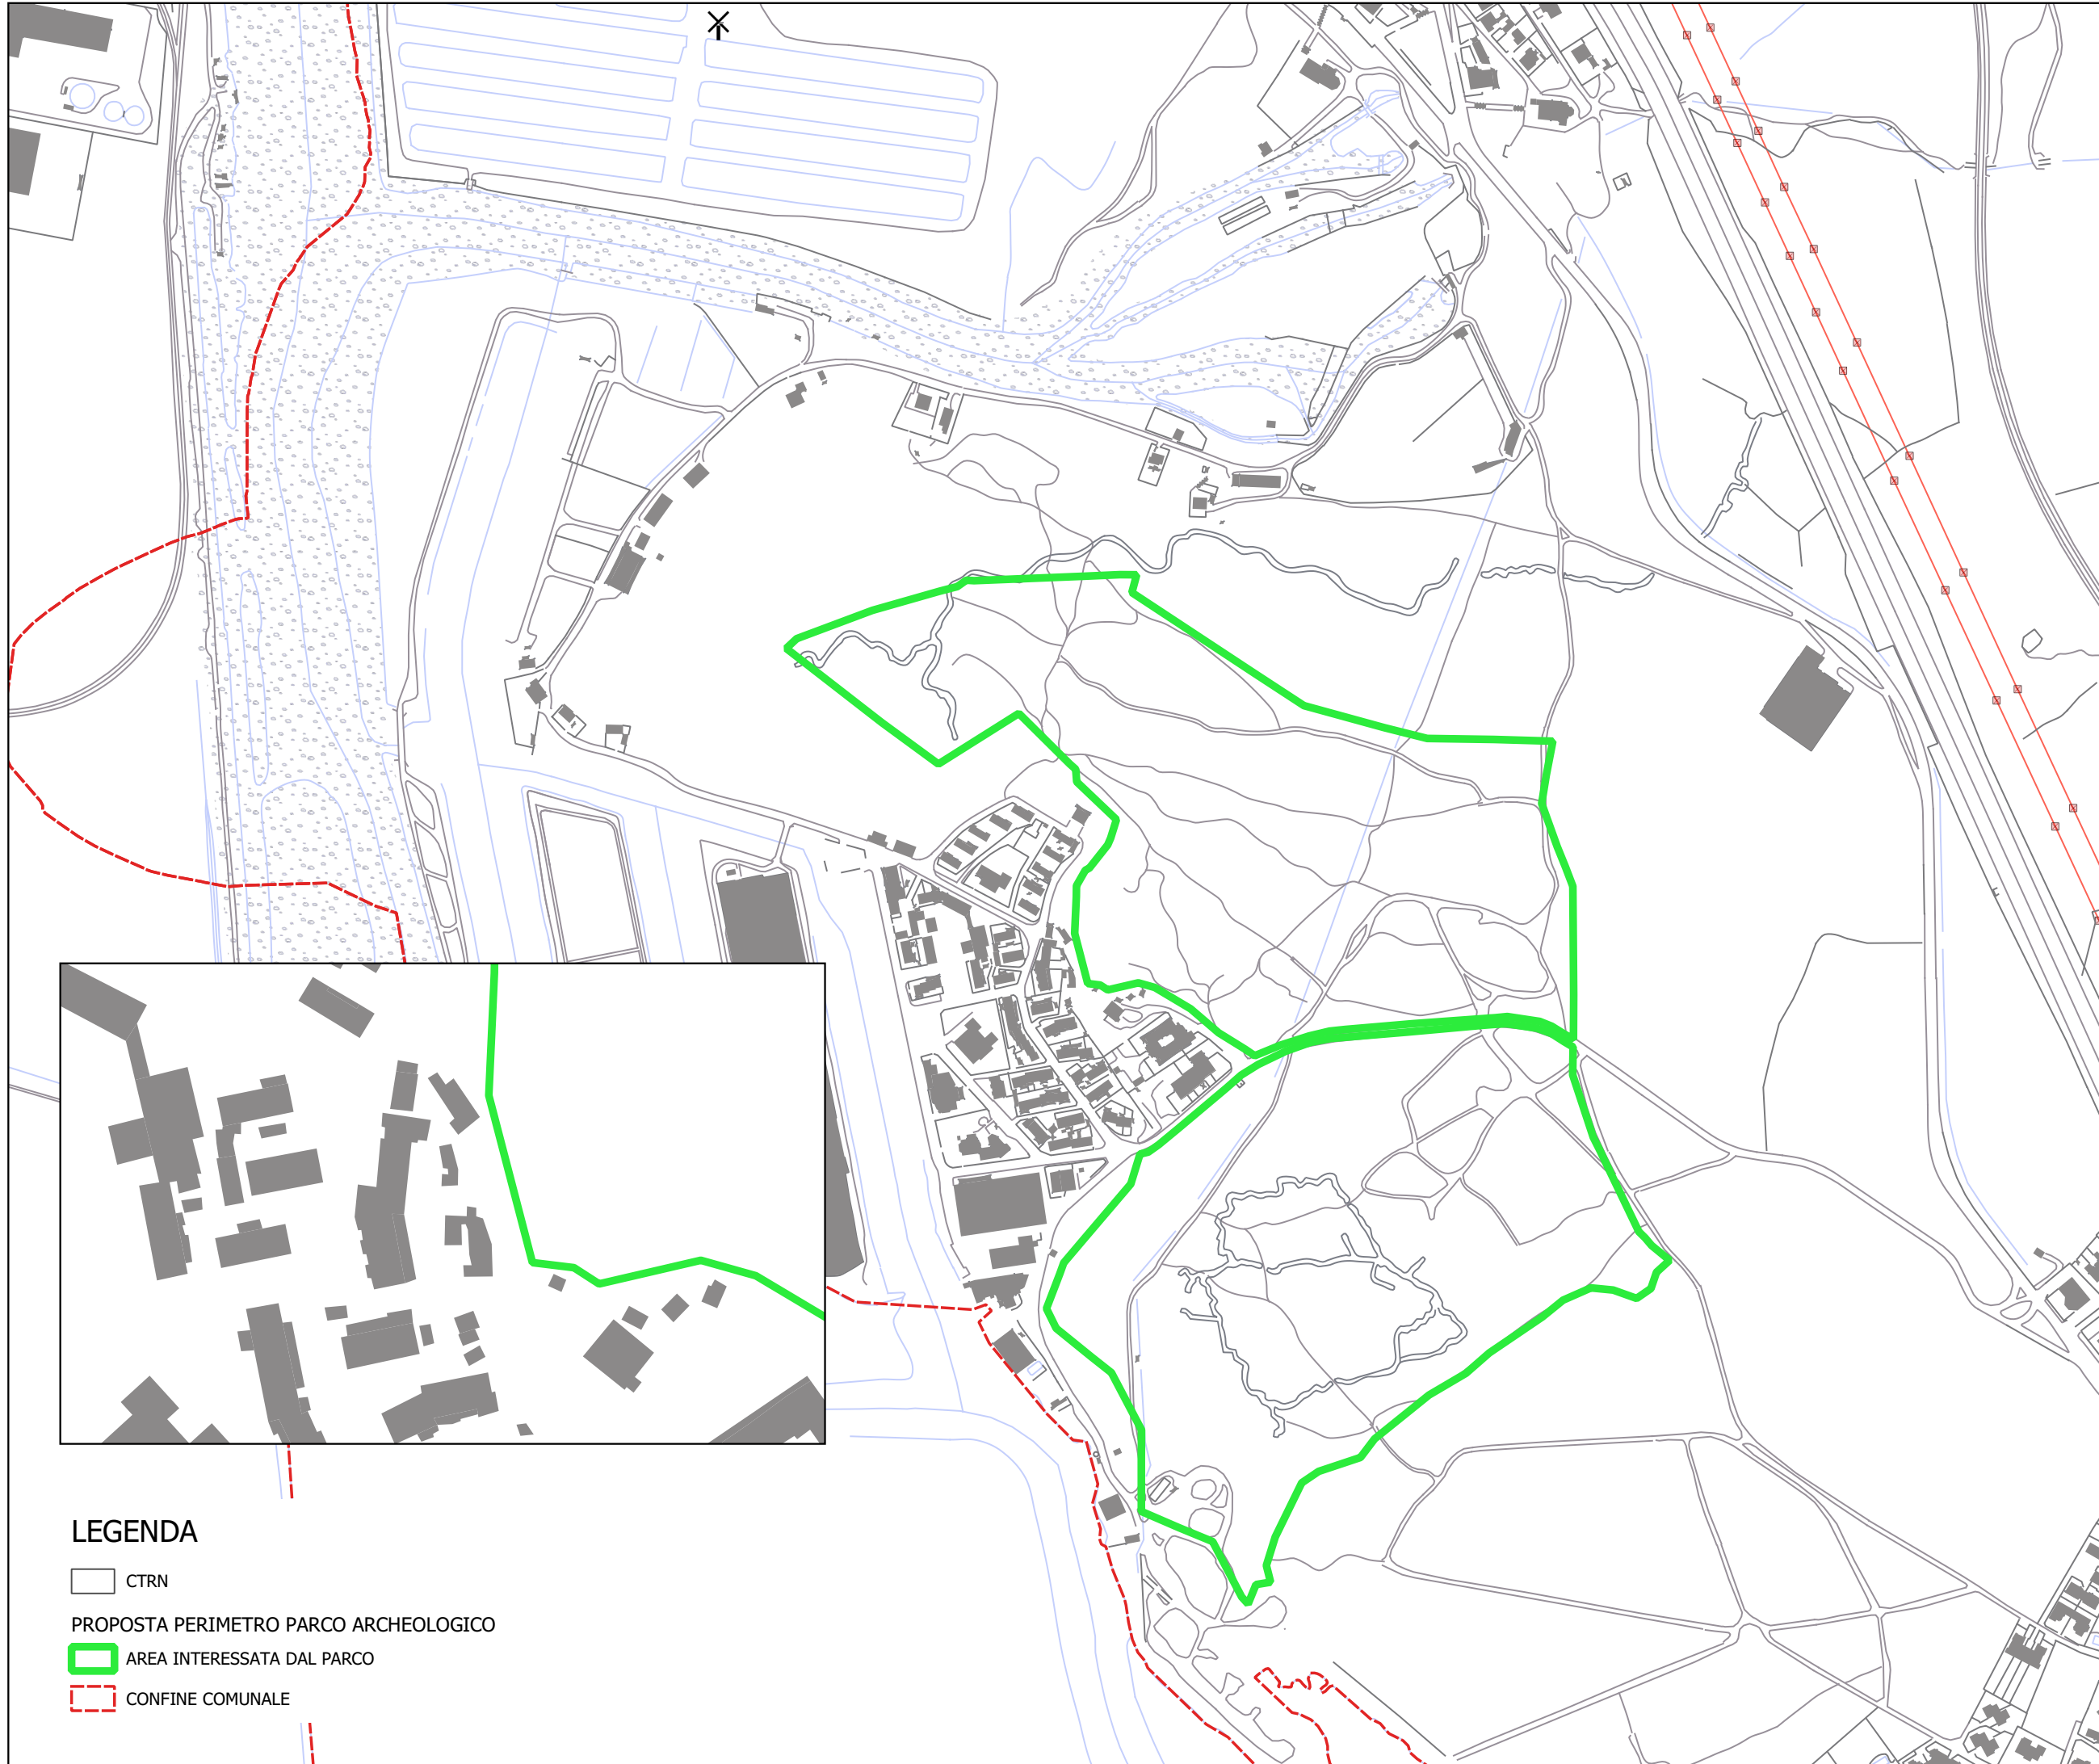 LEGENDA
CTRN
PROPOSTA PERIMETRO PARCO ARCHEOLOGICO
AREA INTERESSATA DAL PARCO
CONFINE COMUNALE